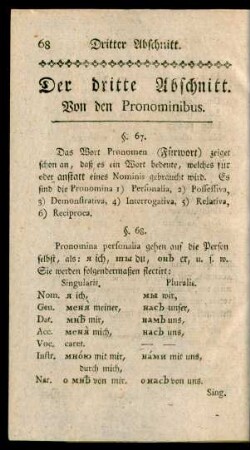 68 Dritter Abschnitt.
Der dritte Abschnitt.
Von den Pronominibus.
§. 67.
Das Wort Pronomen (Fürwort) zeiget
schon an, daß es ein Wort bedeute, welches für
oder anstatt eines Nominis gebraucht wird. Es
sind die Pronomina 1) Personalia, 2) Possessiva,
3) Demonstrativa, 4) Interrogativa, 5) Relativa,
6) Reciproca.
§. 68.
Pronomina personalia gehen auf die Person
selbst, als: я ich, ты du, онъ er, u. s. w.
Sie werden folgendermaßen flectirt:
Singularis. Pluralis.
Nom. я ich, мы wir,
Gen. меня meiner, насъ unser,
Dat. мнѣ mir, намъ uns,
Acc. меня́ mich, насъ uns,
Voc. caret. — —
Instr. мно́ю mit mir, на́ми mit uns,
durch mich,
Nar. о мнѣ von mir. о насъ von uns.
Sing.